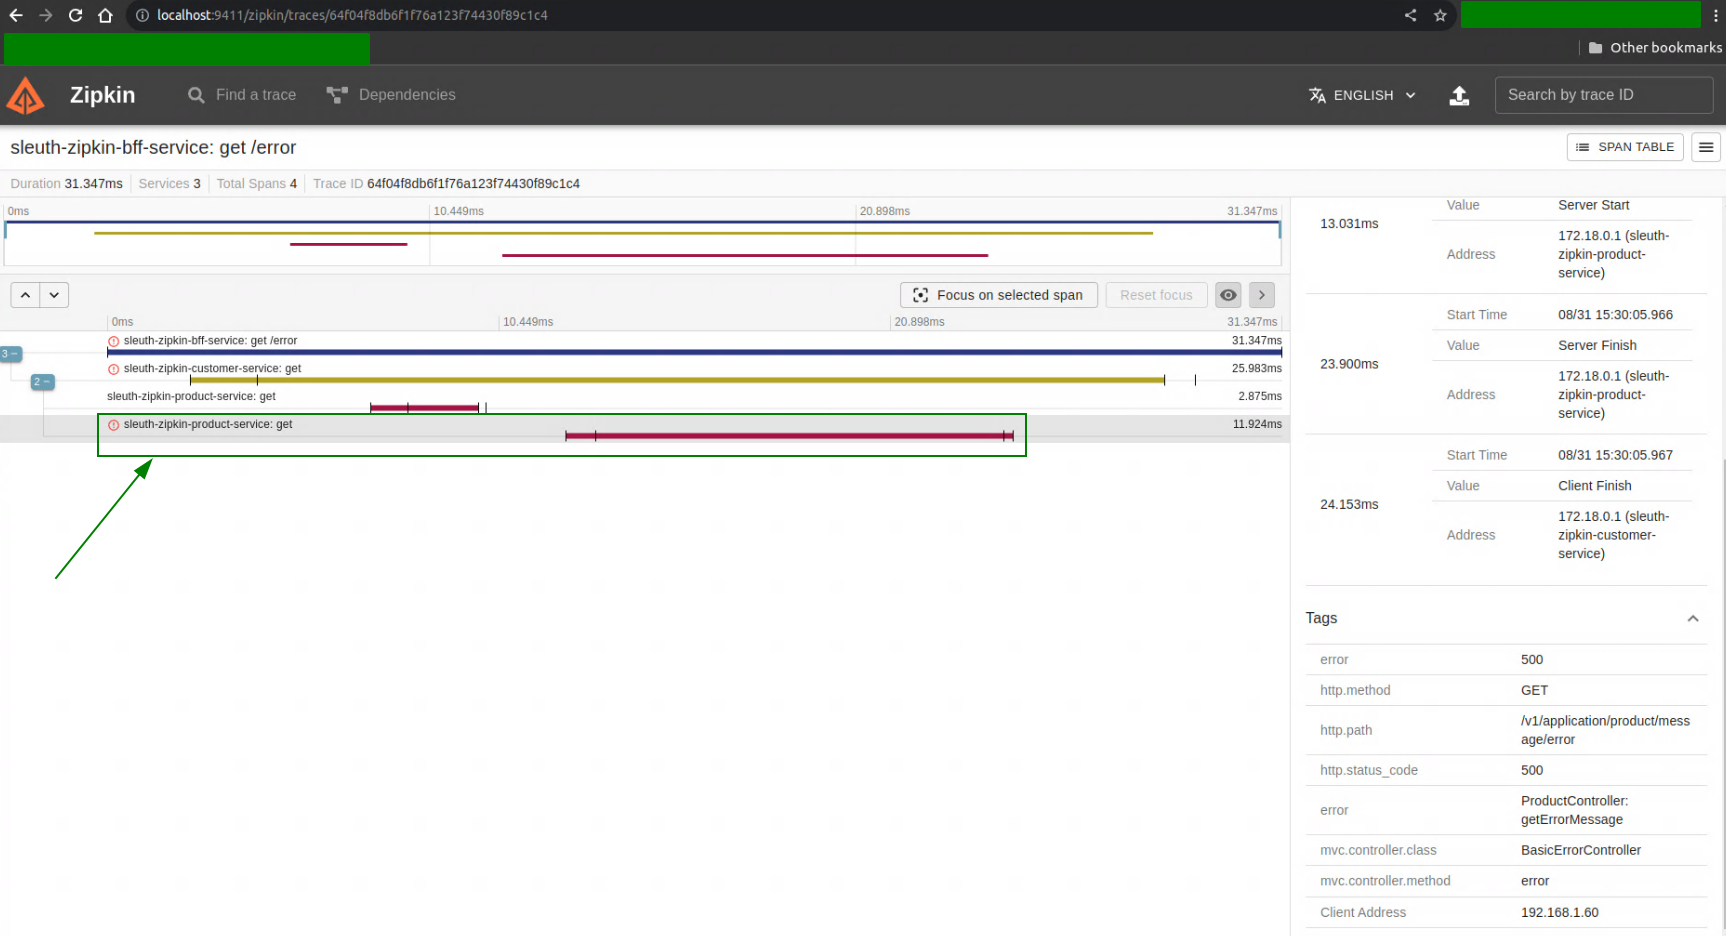 localhost:9411/zipkin/traces/64f04f8db6f1f76a123f74430f89c1c4
Other bookmarks
Zipkin
Find a trace
Dependencies
ENGLISH
Search by trace ID
sleuth-zipkin-bff-service: get /error
SPAN TABLE
Duration 31.347ms Services 3 Total Spans 4 Trace ID 64f04f8db6f1f76a123f74430f89c1c4
0ms 10.449ms 20.898ms 31.347ms
Focus on selected span
Reset focus
0ms 10.449ms 20.898ms 31.347ms
sleuth-zipkin-bff-service: get /error 31.347ms
3 −
sleuth-zipkin-customer-service: get 25.983ms
2 −
sleuth-zipkin-product-service: get 2.875ms
sleuth-zipkin-product-service: get 11.924ms
13.031ms
Value Server Start
Address 172.18.0.1 (sleuth-
zipkin-product-
service)
23.900ms
Start Time 08/31 15:30:05.966
Value Server Finish
Address 172.18.0.1 (sleuth-
zipkin-product-
service)
24.153ms
Start Time 08/31 15:30:05.967
Value Client Finish
Address 172.18.0.1 (sleuth-
zipkin-customer-
service)
Tags
error 500
http.method GET
http.path /v1/application/product/mess
age/error
http.status_code 500
error ProductController:
getErrorMessage
mvc.controller.class BasicErrorController
mvc.controller.method error
Client Address 192.168.1.60